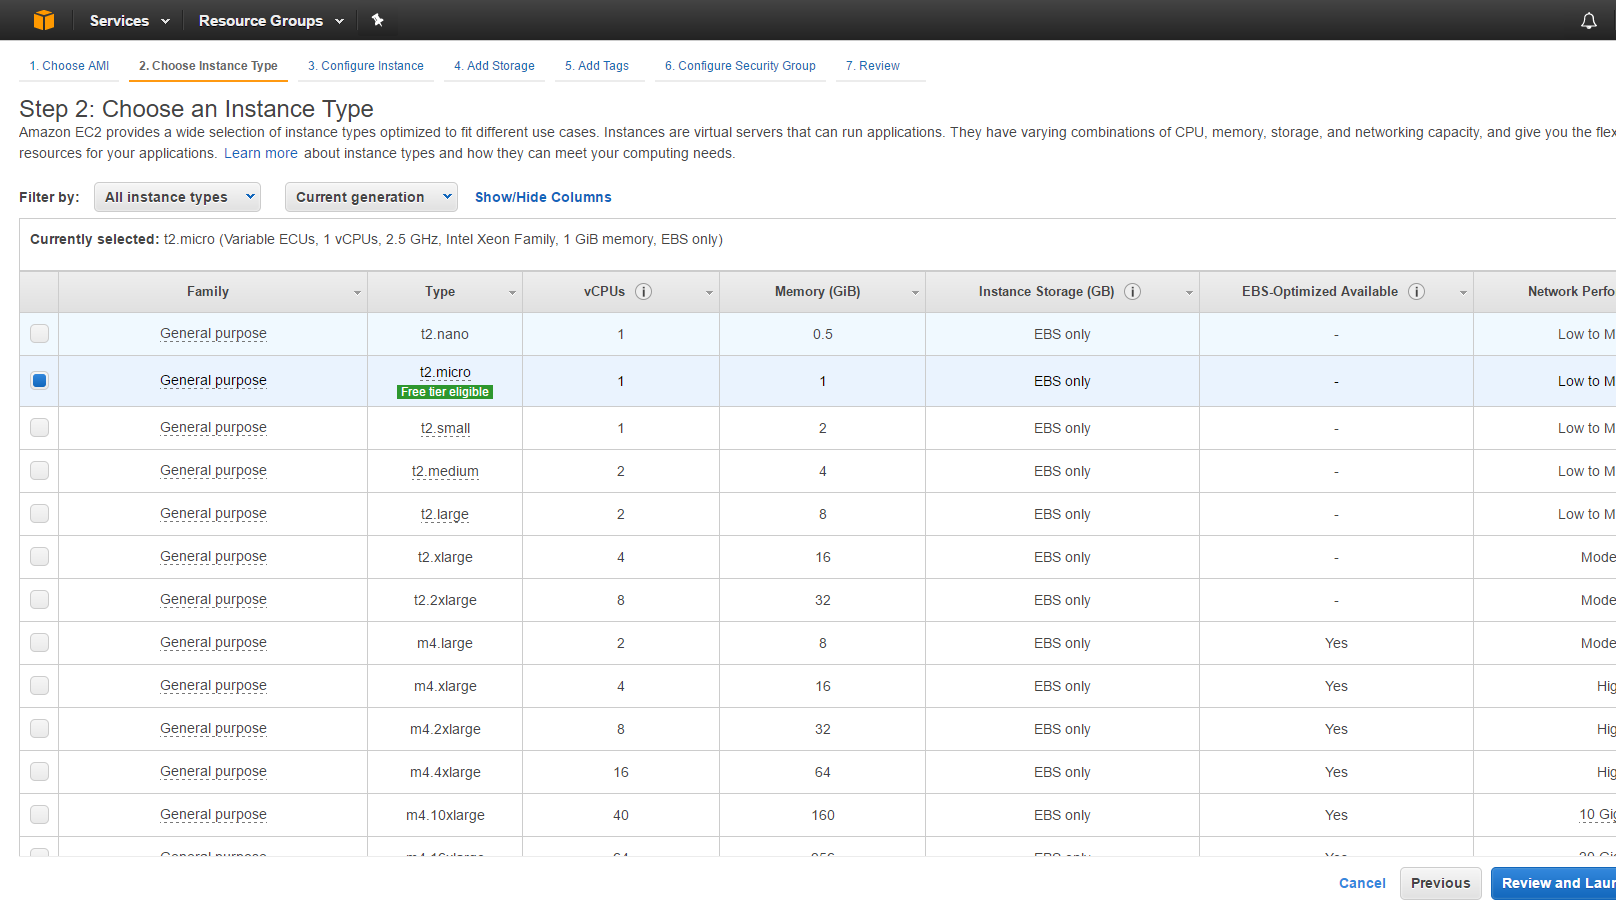 Services Resource Groups
1. Choose AMI 2. Choose Instance Type 3. Configure Instance 4. Add Storage 5. Add Tags 6. Configure Security Group 7. Review
Step 2: Choose an Instance Type
Amazon EC2 provides a wide selection of instance types optimized to fit different use cases. Instances are virtual servers that can run applications. They have varying combinations of CPU, memory, storage, and networking capacity, and give you the flex
resources for your applications. Learn more about instance types and how they can meet your computing needs.
Filter by: All instance types Current generation Show/Hide Columns
Currently selected: t2.micro (Variable ECUs, 1 vCPUs, 2.5 GHz, Intel Xeon Family, 1 GiB memory, EBS only)
Family Type vCPUs i Memory (GiB) Instance Storage (GB) i EBS-Optimized Available i Network Perfo
General purpose t2.nano 1 0.5 EBS only - Low to M
General purpose t2.micro 1 1 EBS only - Low to M
Free tier eligible
General purpose t2.small 1 2 EBS only - Low to M
General purpose t2.medium 2 4 EBS only - Low to M
General purpose t2.large 2 8 EBS only - Low to M
General purpose t2.xlarge 4 16 EBS only - Mode
General purpose t2.2xlarge 8 32 EBS only - Mode
General purpose m4.large 2 8 EBS only Yes Mode
General purpose m4.xlarge 4 16 EBS only Yes Hig
General purpose m4.2xlarge 8 32 EBS only Yes Hig
General purpose m4.4xlarge 16 64 EBS only Yes Hig
General purpose m4.10xlarge 40 160 EBS only Yes 10 Gig
General purpose m4.16xlarge 64 256 EBS only Yes 20 Gig
Cancel Previous Review and Laun